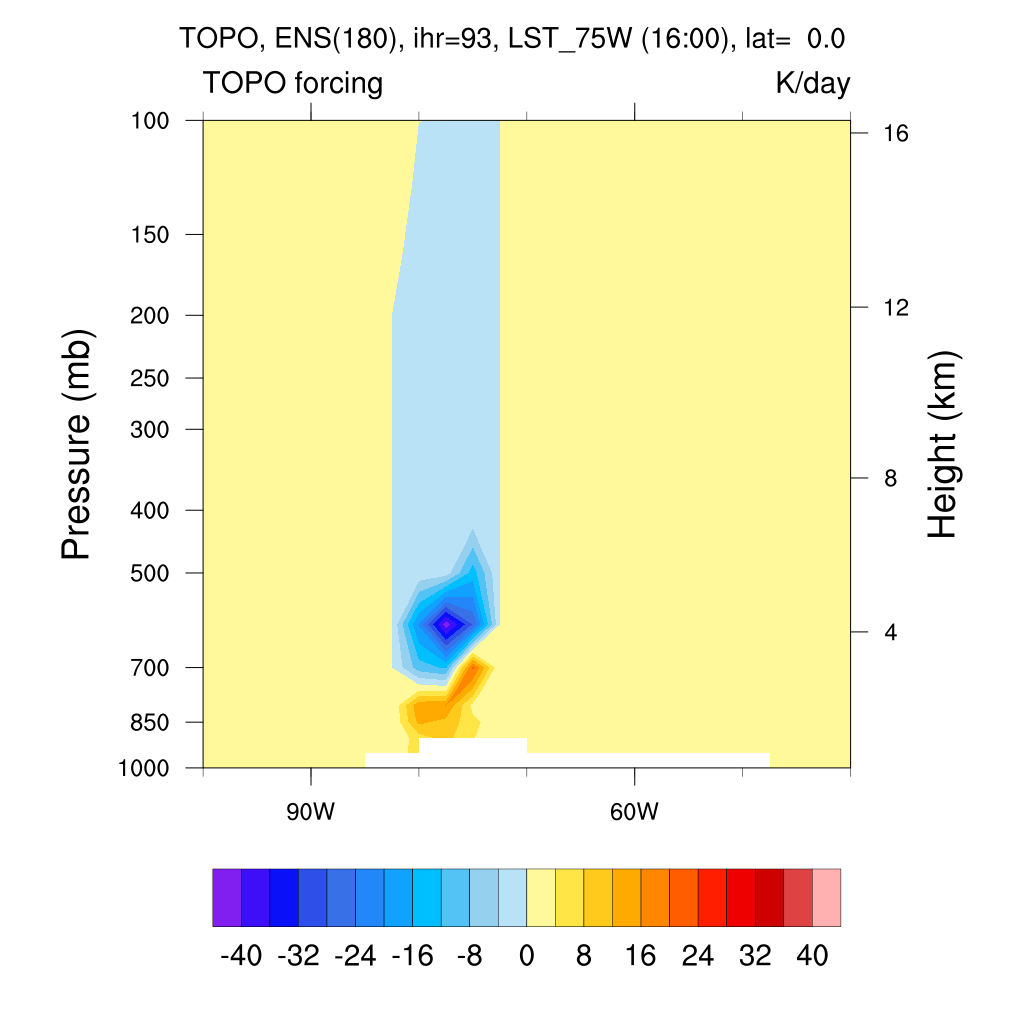 TOPO, ENS(180), ihr=93, LST_75W (16:00), lat=  0.0
TOPO forcing K/day
100
150
200
250
300
400
500
700
850
1000
Pressure (mb)
16
12
8
4
Height (km)
90W 60W
-40 -32 -24 -16 -8 0 8 16 24 32 40